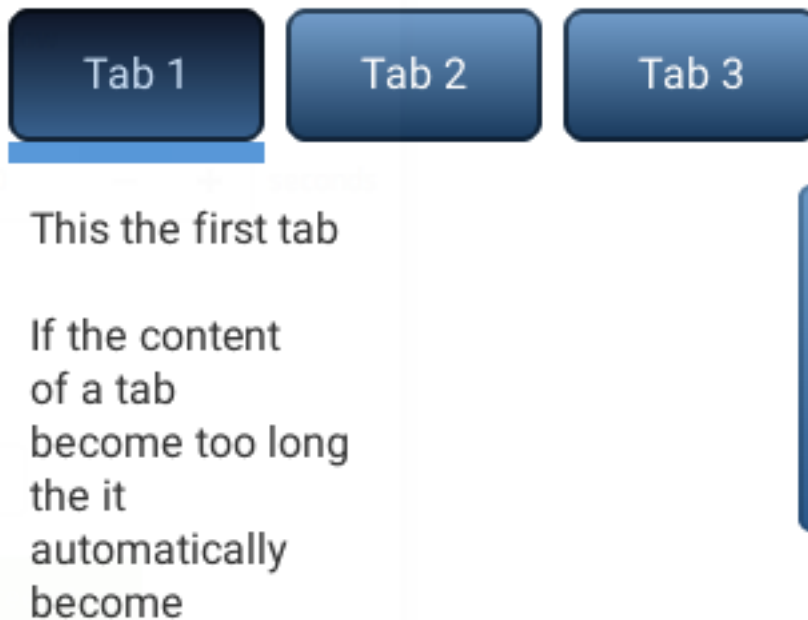 Tab 1
Tab 2
Tab 3
This the first tab
If the content
of a tab
become too long
the it
automatically
become